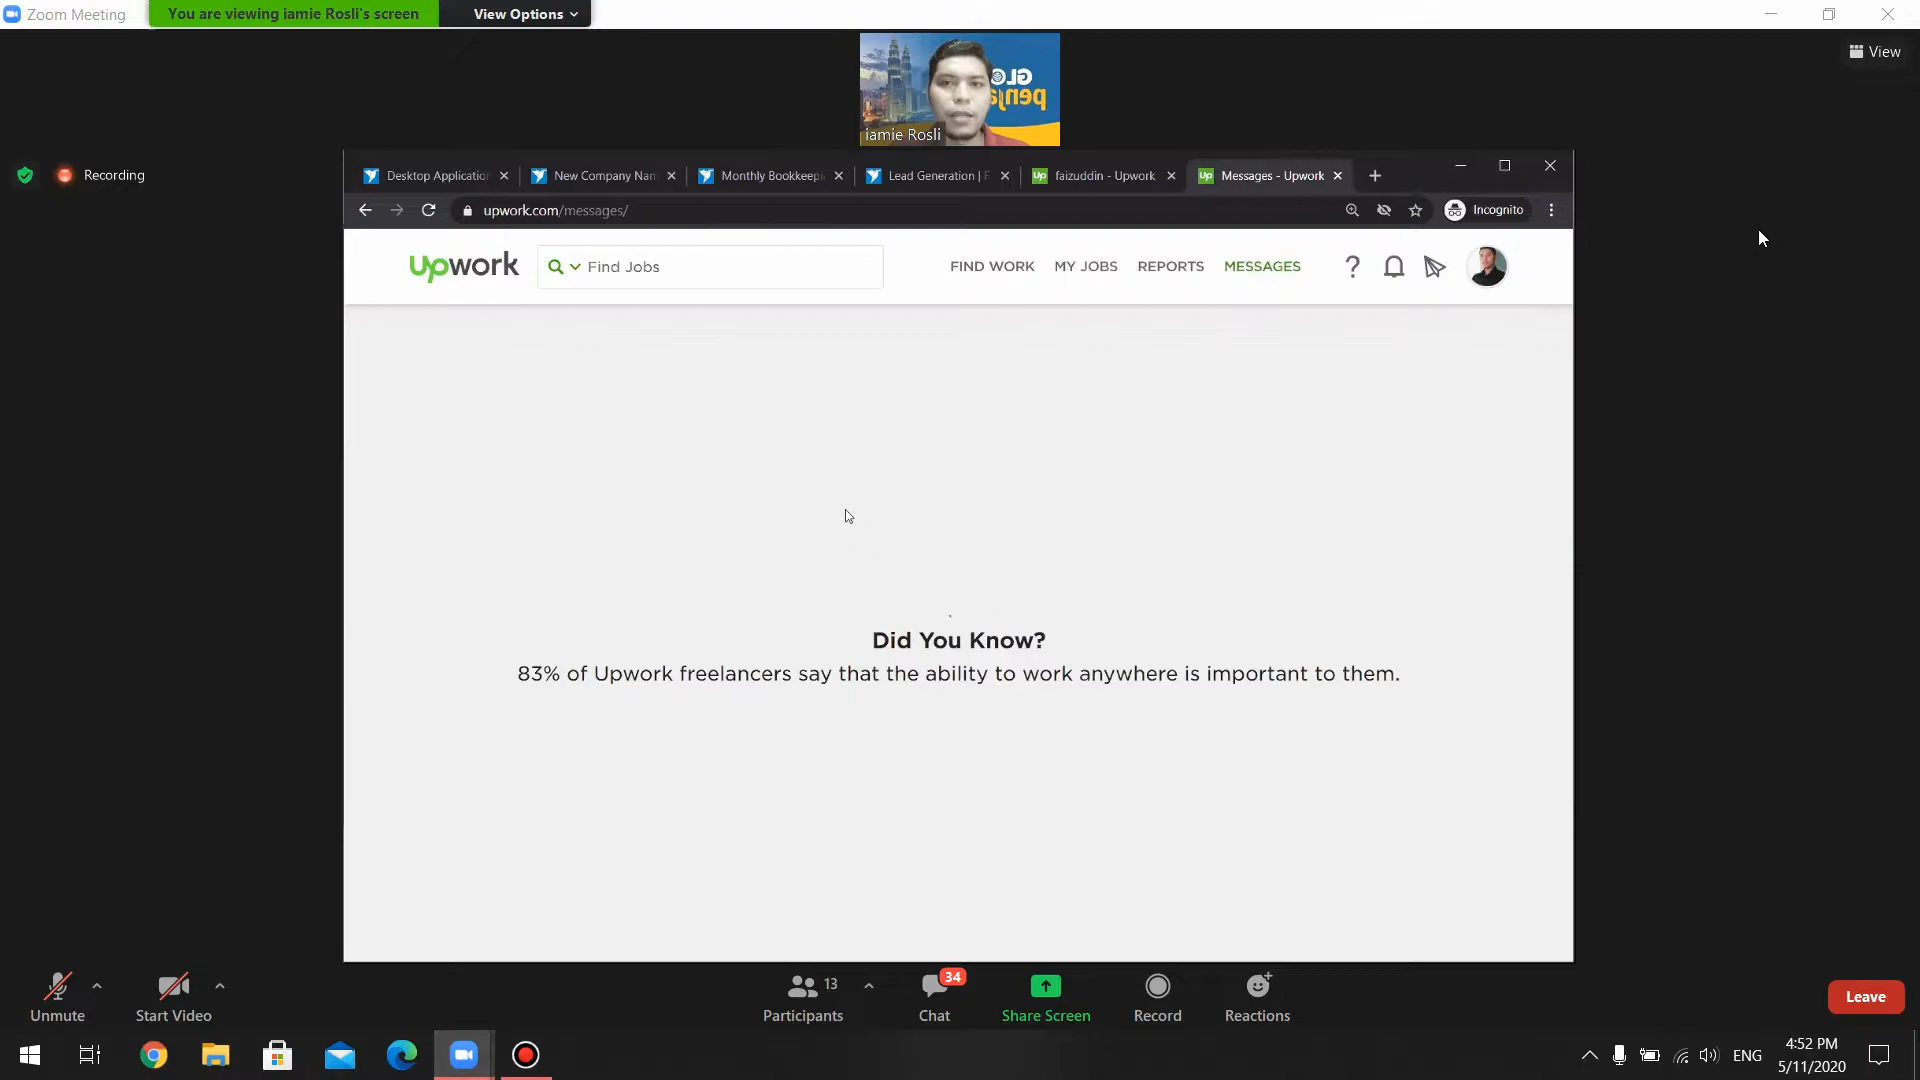 Zoom Meeting
You are viewing iamie Rosli's screen
View Options
View
GLO
penja
iamie Rosli
Recording
Desktop Applicatio
New Company Nam
Monthly Bookkeep
Lead Generation | F
faizuddin - Upwork
Messages - Upwork
upwork.com/messages/
Incognito
upwork
Find Jobs
FIND WORK
MY JOBS
REPORTS
MESSAGES
?
Did You Know?
83% of Upwork freelancers say that the ability to work anywhere is important to them.
13
34
Unmute
Start Video
Participants
Chat
Share Screen
Record
Reactions
Leave
ENG
4:52 PM
5/11/2020